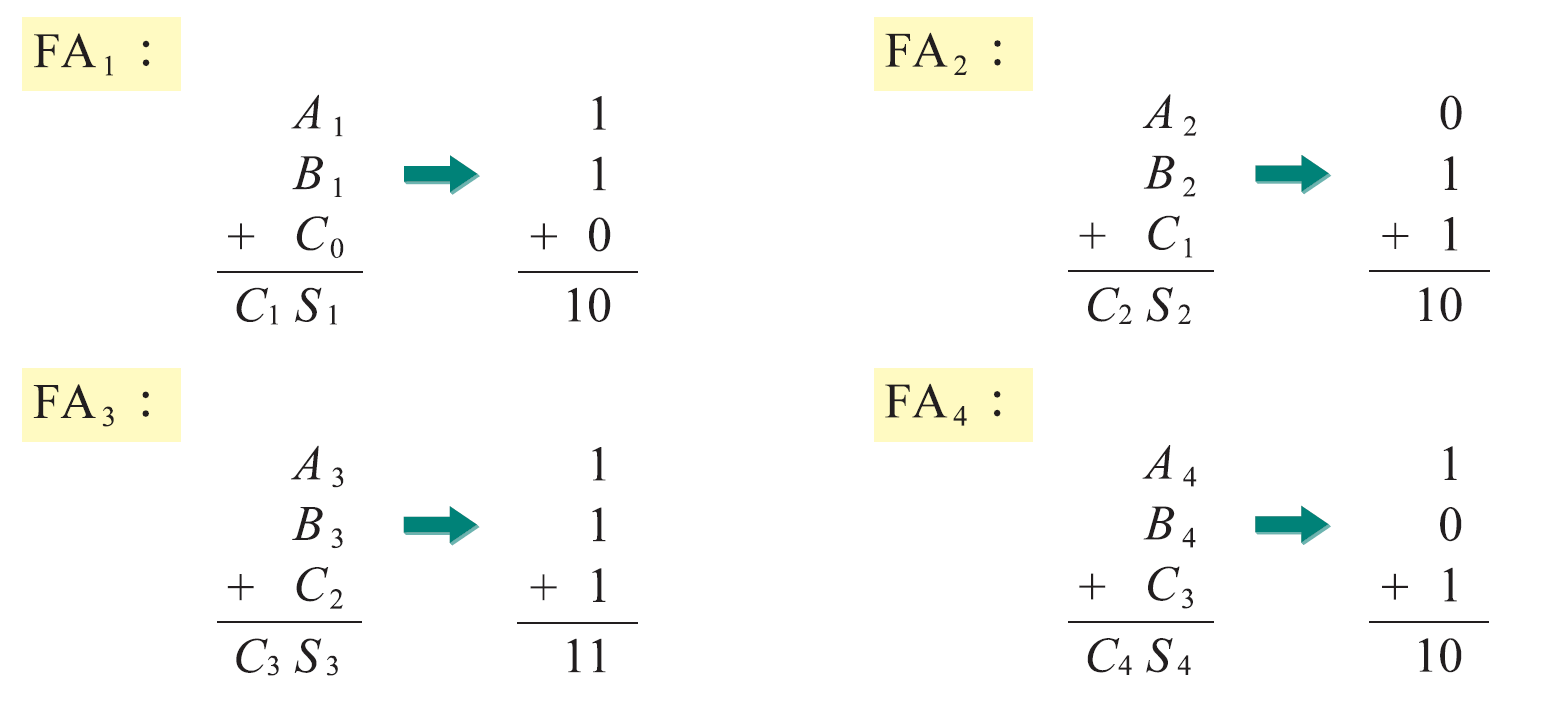 FA₁ :
A₁ 1
B₁ 1
+ C₀ + 0
C₁ S₁ 10
FA₂ :
A₂ 0
B₂ 1
+ C₁ + 1
C₂ S₂ 10
FA₃ :
A₃ 1
B₃ 1
+ C₂ + 1
C₃ S₃ 11
FA₄ :
A₄ 1
B₄ 0
+ C₃ + 1
C₄ S₄ 10